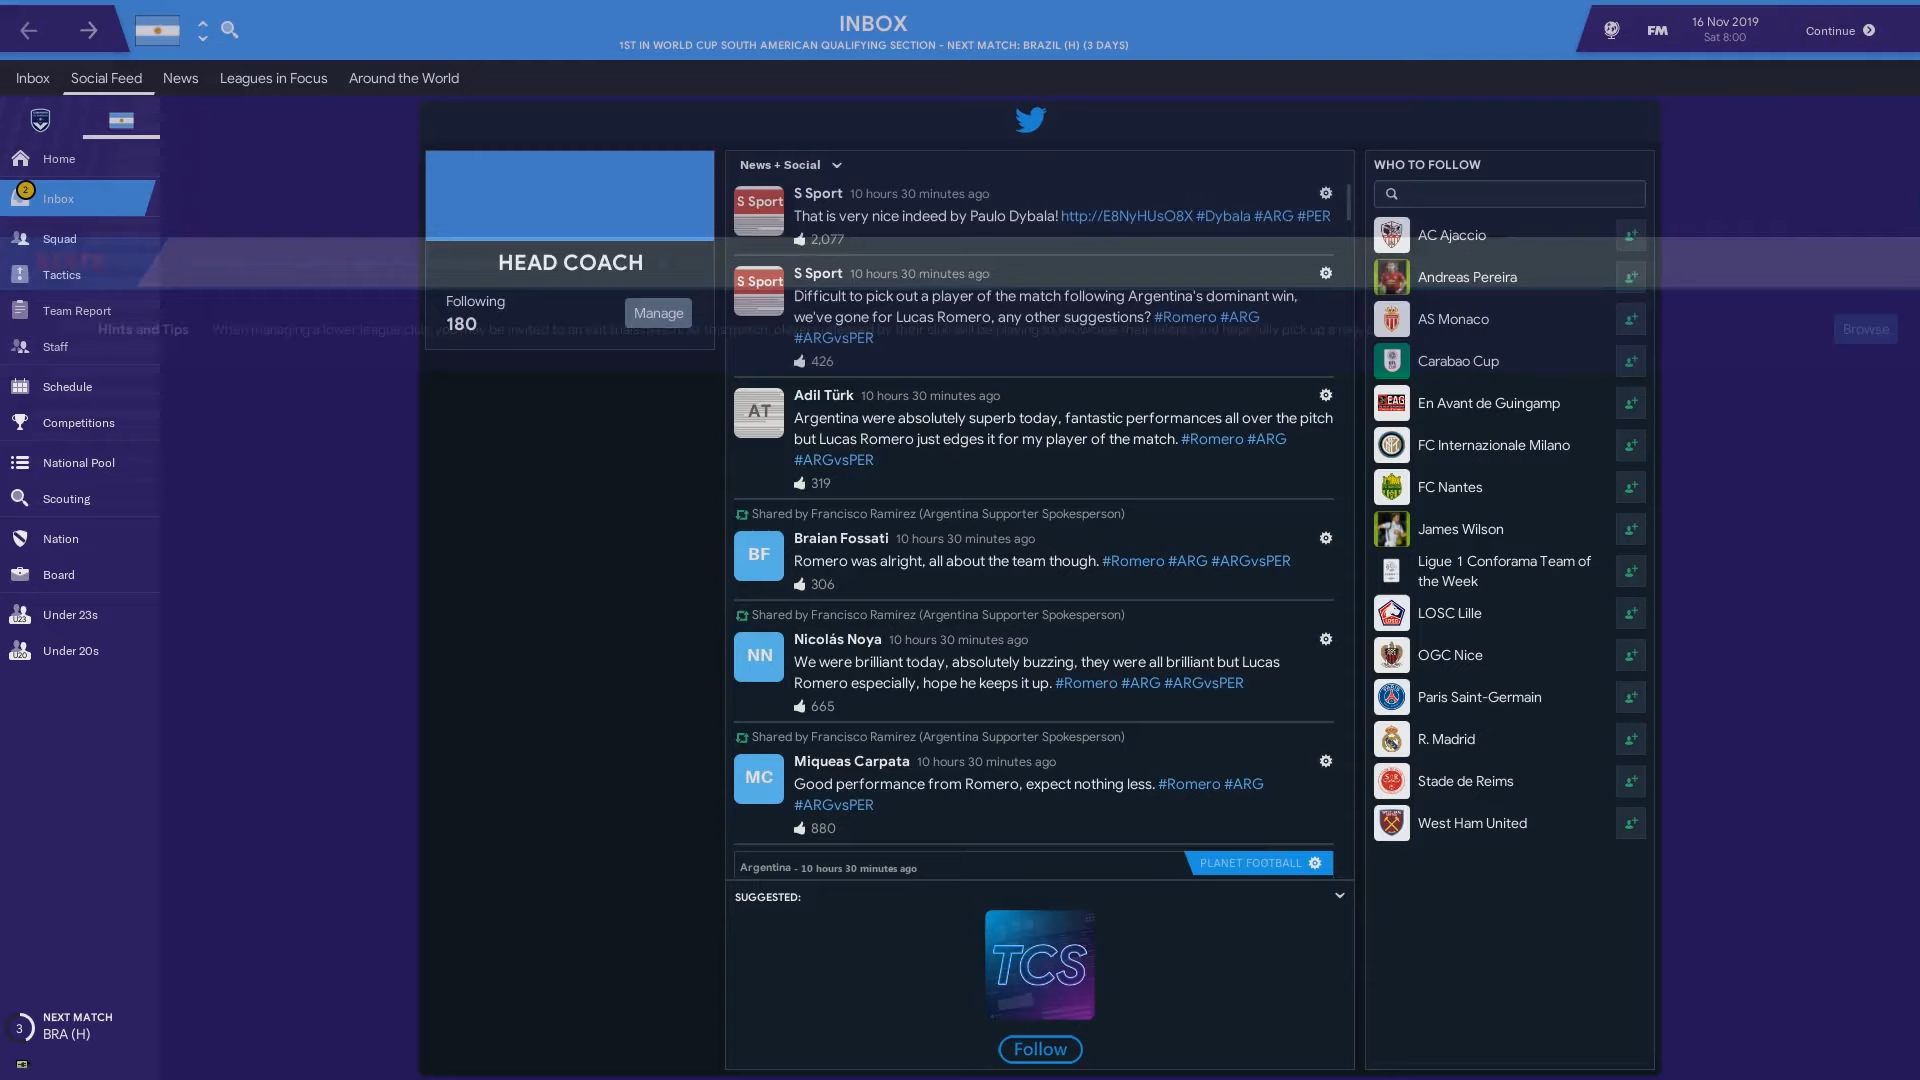 INBOX
1ST IN WORLD CUP SOUTH AMERICAN QUALIFYING SECTION - NEXT MATCH: BRAZIL (H) (3 DAYS)
FM
16 Nov 2019
Sat 8:00
Continue
Inbox
Social Feed
News
Leagues in Focus
Around the World
Home
2
Inbox
Squad
Tactics
Team Report
Staff
Schedule
Competitions
National Pool
Scouting
Nation
Board
U23
Under 23s
U20
Under 20s
3
NEXT MATCH
BRA (H)
Hints and Tips
When managing a lower league club, you
Browse
HEAD COACH
Following
180
Manage
News + Social
S Sport
S Sport 10 hours 30 minutes ago
That is very nice indeed by Paulo Dybala! http://E8NyHUsO8X #Dybala #ARG #PER
2,077
S Sport
S Sport 10 hours 30 minutes ago
Difficult to pick out a player of the match following Argentina's dominant win,
we've gone for Lucas Romero, any other suggestions? #Romero #ARG
#ARGvsPER
426
AT
Adil Türk 10 hours 30 minutes ago
Argentina were absolutely superb today, fantastic performances all over the pitch
but Lucas Romero just edges it for my player of the match. #Romero #ARG
#ARGvsPER
319
Shared by Francisco Ramírez (Argentina Supporter Spokesperson)
BF
Braian Fossati 10 hours 30 minutes ago
Romero was alright, all about the team though. #Romero #ARG #ARGvsPER
306
Shared by Francisco Ramírez (Argentina Supporter Spokesperson)
NN
Nicolás Noya 10 hours 30 minutes ago
We were brilliant today, absolutely buzzing, they were all brilliant but Lucas
Romero especially, hope he keeps it up. #Romero #ARG #ARGvsPER
665
Shared by Francisco Ramírez (Argentina Supporter Spokesperson)
MC
Miqueas Carpata 10 hours 30 minutes ago
Good performance from Romero, expect nothing less. #Romero #ARG
#ARGvsPER
880
Argentina - 10 hours 30 minutes ago
PLANET FOOTBALL
SUGGESTED:
TCS
Follow
WHO TO FOLLOW
AC Ajaccio
Andreas Pereira
AS Monaco
Carabao Cup
EAG
En Avant de Guingamp
FC Internazionale Milano
FC Nantes
James Wilson
Ligue 1 Conforama Team of
the Week
LOSC Lille
OGC Nice
Paris Saint-Germain
R. Madrid
Stade de Reims
West Ham United